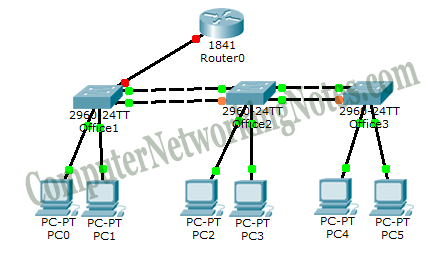 1841
Router0
2960-24TT
Office1
2960-24TT
Office2
2960-24TT
Office3
PC-PT
PC0
PC-PT
PC1
PC-PT
PC2
PC-PT
PC3
PC-PT
PC4
PC-PT
PC5
ComputerNetworkingNotes.com